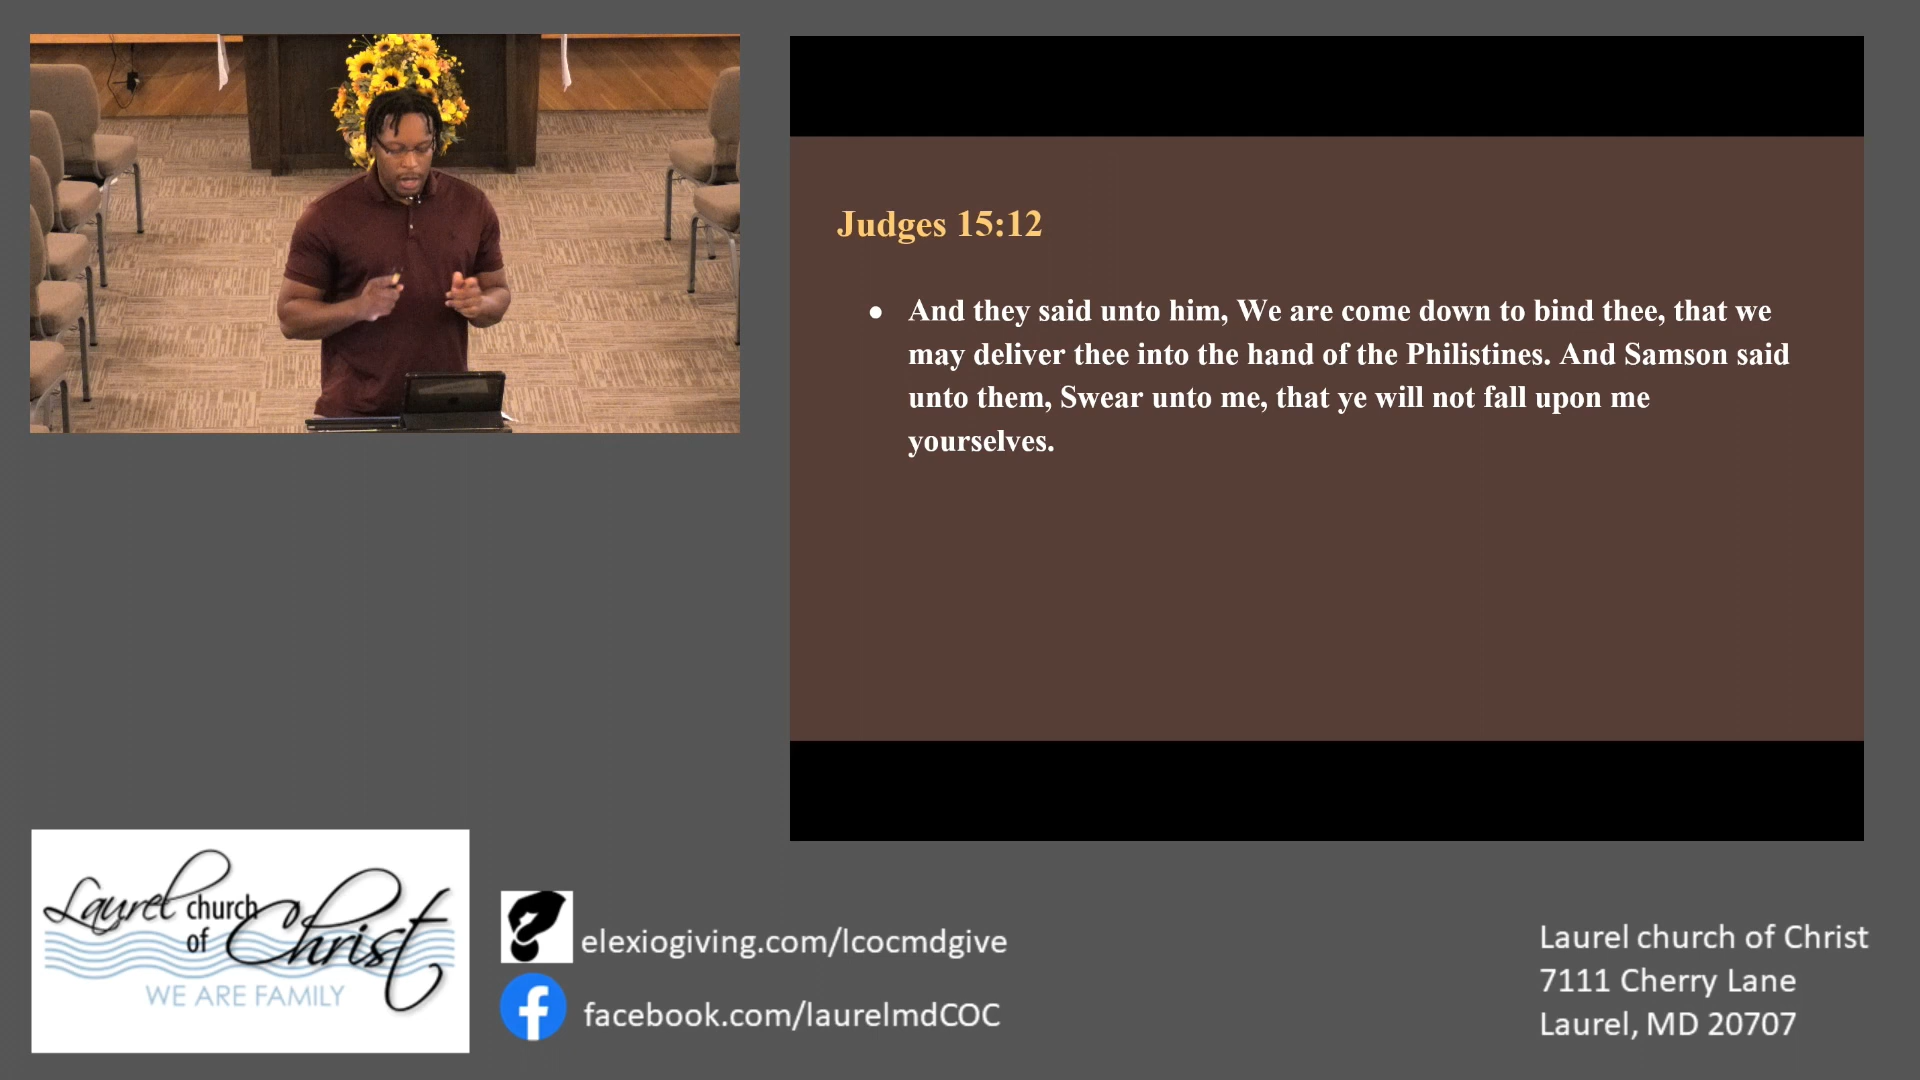 Judges 15:12
● And they said unto him, We are come down to bind thee, that we
may deliver thee into the hand of the Philistines. And Samson said
unto them, Swear unto me, that ye will not fall upon me
yourselves.
Laurel church
of Christ
WE ARE FAMILY
elexiogiving.com/lcocmdgive
facebook.com/laurelmdCOC
Laurel church of Christ
7111 Cherry Lane
Laurel, MD 20707